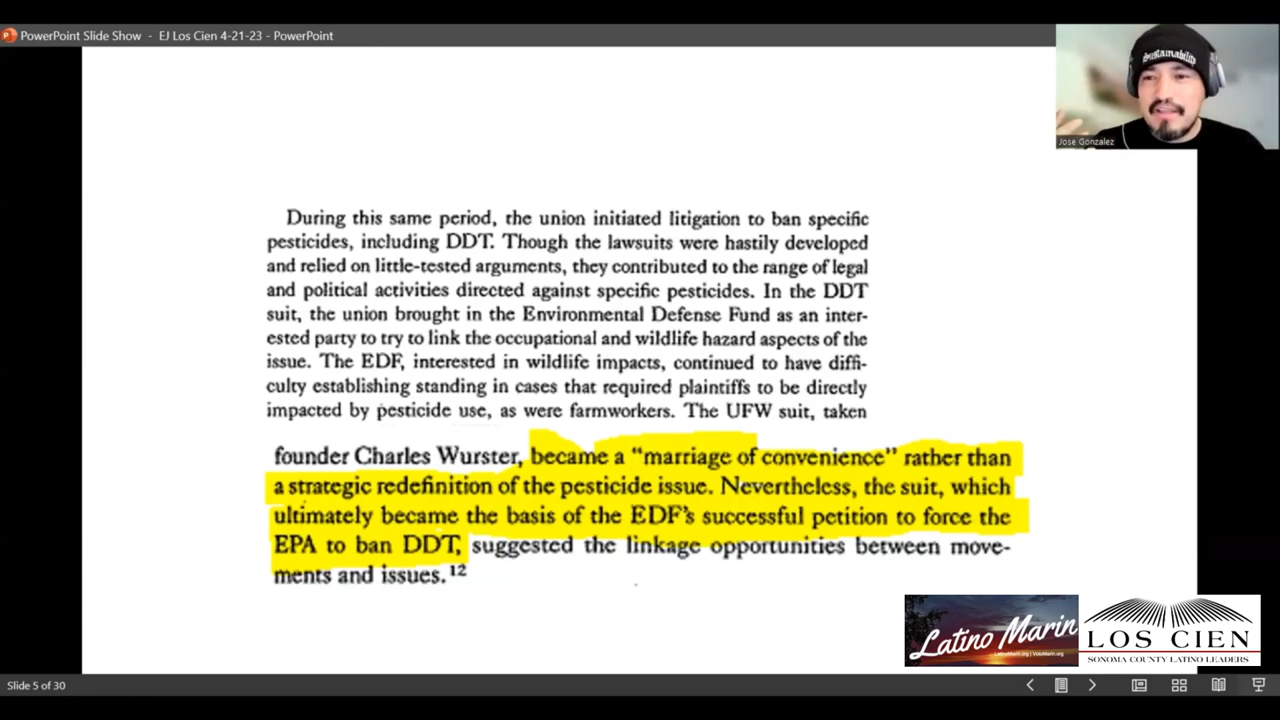 PowerPoint Slide Show - EJ Los Cien 4-21-23 - PowerPoint
Sustainability
Jose Gonzalez
During this same period, the union initiated litigation to ban specific
pesticides, including DDT. Though the lawsuits were hastily developed
and relied on little-tested arguments, they contributed to the range of legal
and political activities directed against specific pesticides. In the DDT
suit, the union brought in the Environmental Defense Fund as an inter-
ested party to try to link the occupational and wildlife hazard aspects of the
issue. The EDF, interested in wildlife impacts, continued to have diffi-
culty establishing standing in cases that required plaintiffs to be directly
impacted by pesticide use, as were farmworkers. The UFW suit, taken
founder Charles Wurster, became a “marriage of convenience” rather than
a strategic redefinition of the pesticide issue. Nevertheless, the suit, which
ultimately became the basis of the EDF’s successful petition to force the
EPA to ban DDT, suggested the linkage opportunities between move-
ments and issues.¹²
Latino Marin
LatinoMarin.org | VotoMarin.org
LOS CIEN
SONOMA COUNTY LATINO LEADERS
Slide 5 of 30